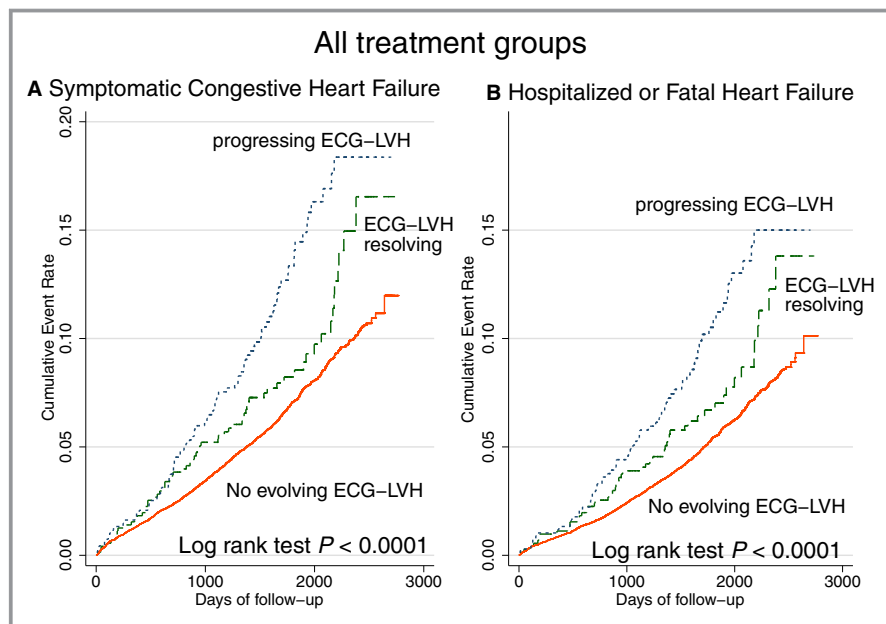 All treatment groups
A Symptomatic Congestive Heart Failure
0.20
0.15
0.10
0.05
0.00
Cumulative Event Rate
progressing ECG−LVH
ECG−LVH
resolving
No evolving ECG−LVH
Log rank test P < 0.0001
0 1000 2000 3000
Days of follow−up
B Hospitalized or Fatal Heart Failure
0.20
0.15
0.10
0.05
0.00
Cumulative Event Rate
progressing ECG−LVH
ECG−LVH
resolving
No evolving ECG−LVH
Log rank test P < 0.0001
0 1000 2000 3000
Days of follow−up